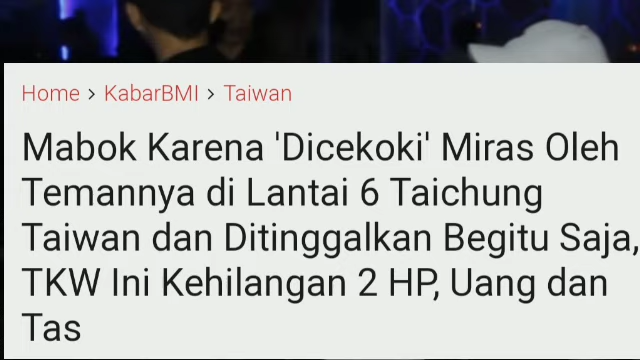 Home > KabarBMI > Taiwan
Mabok Karena 'Dicekoki' Miras Oleh
Temannya di Lantai 6 Taichung
Taiwan dan Ditinggalkan Begitu Saja,
TKW Ini Kehilangan 2 HP, Uang dan
Tas